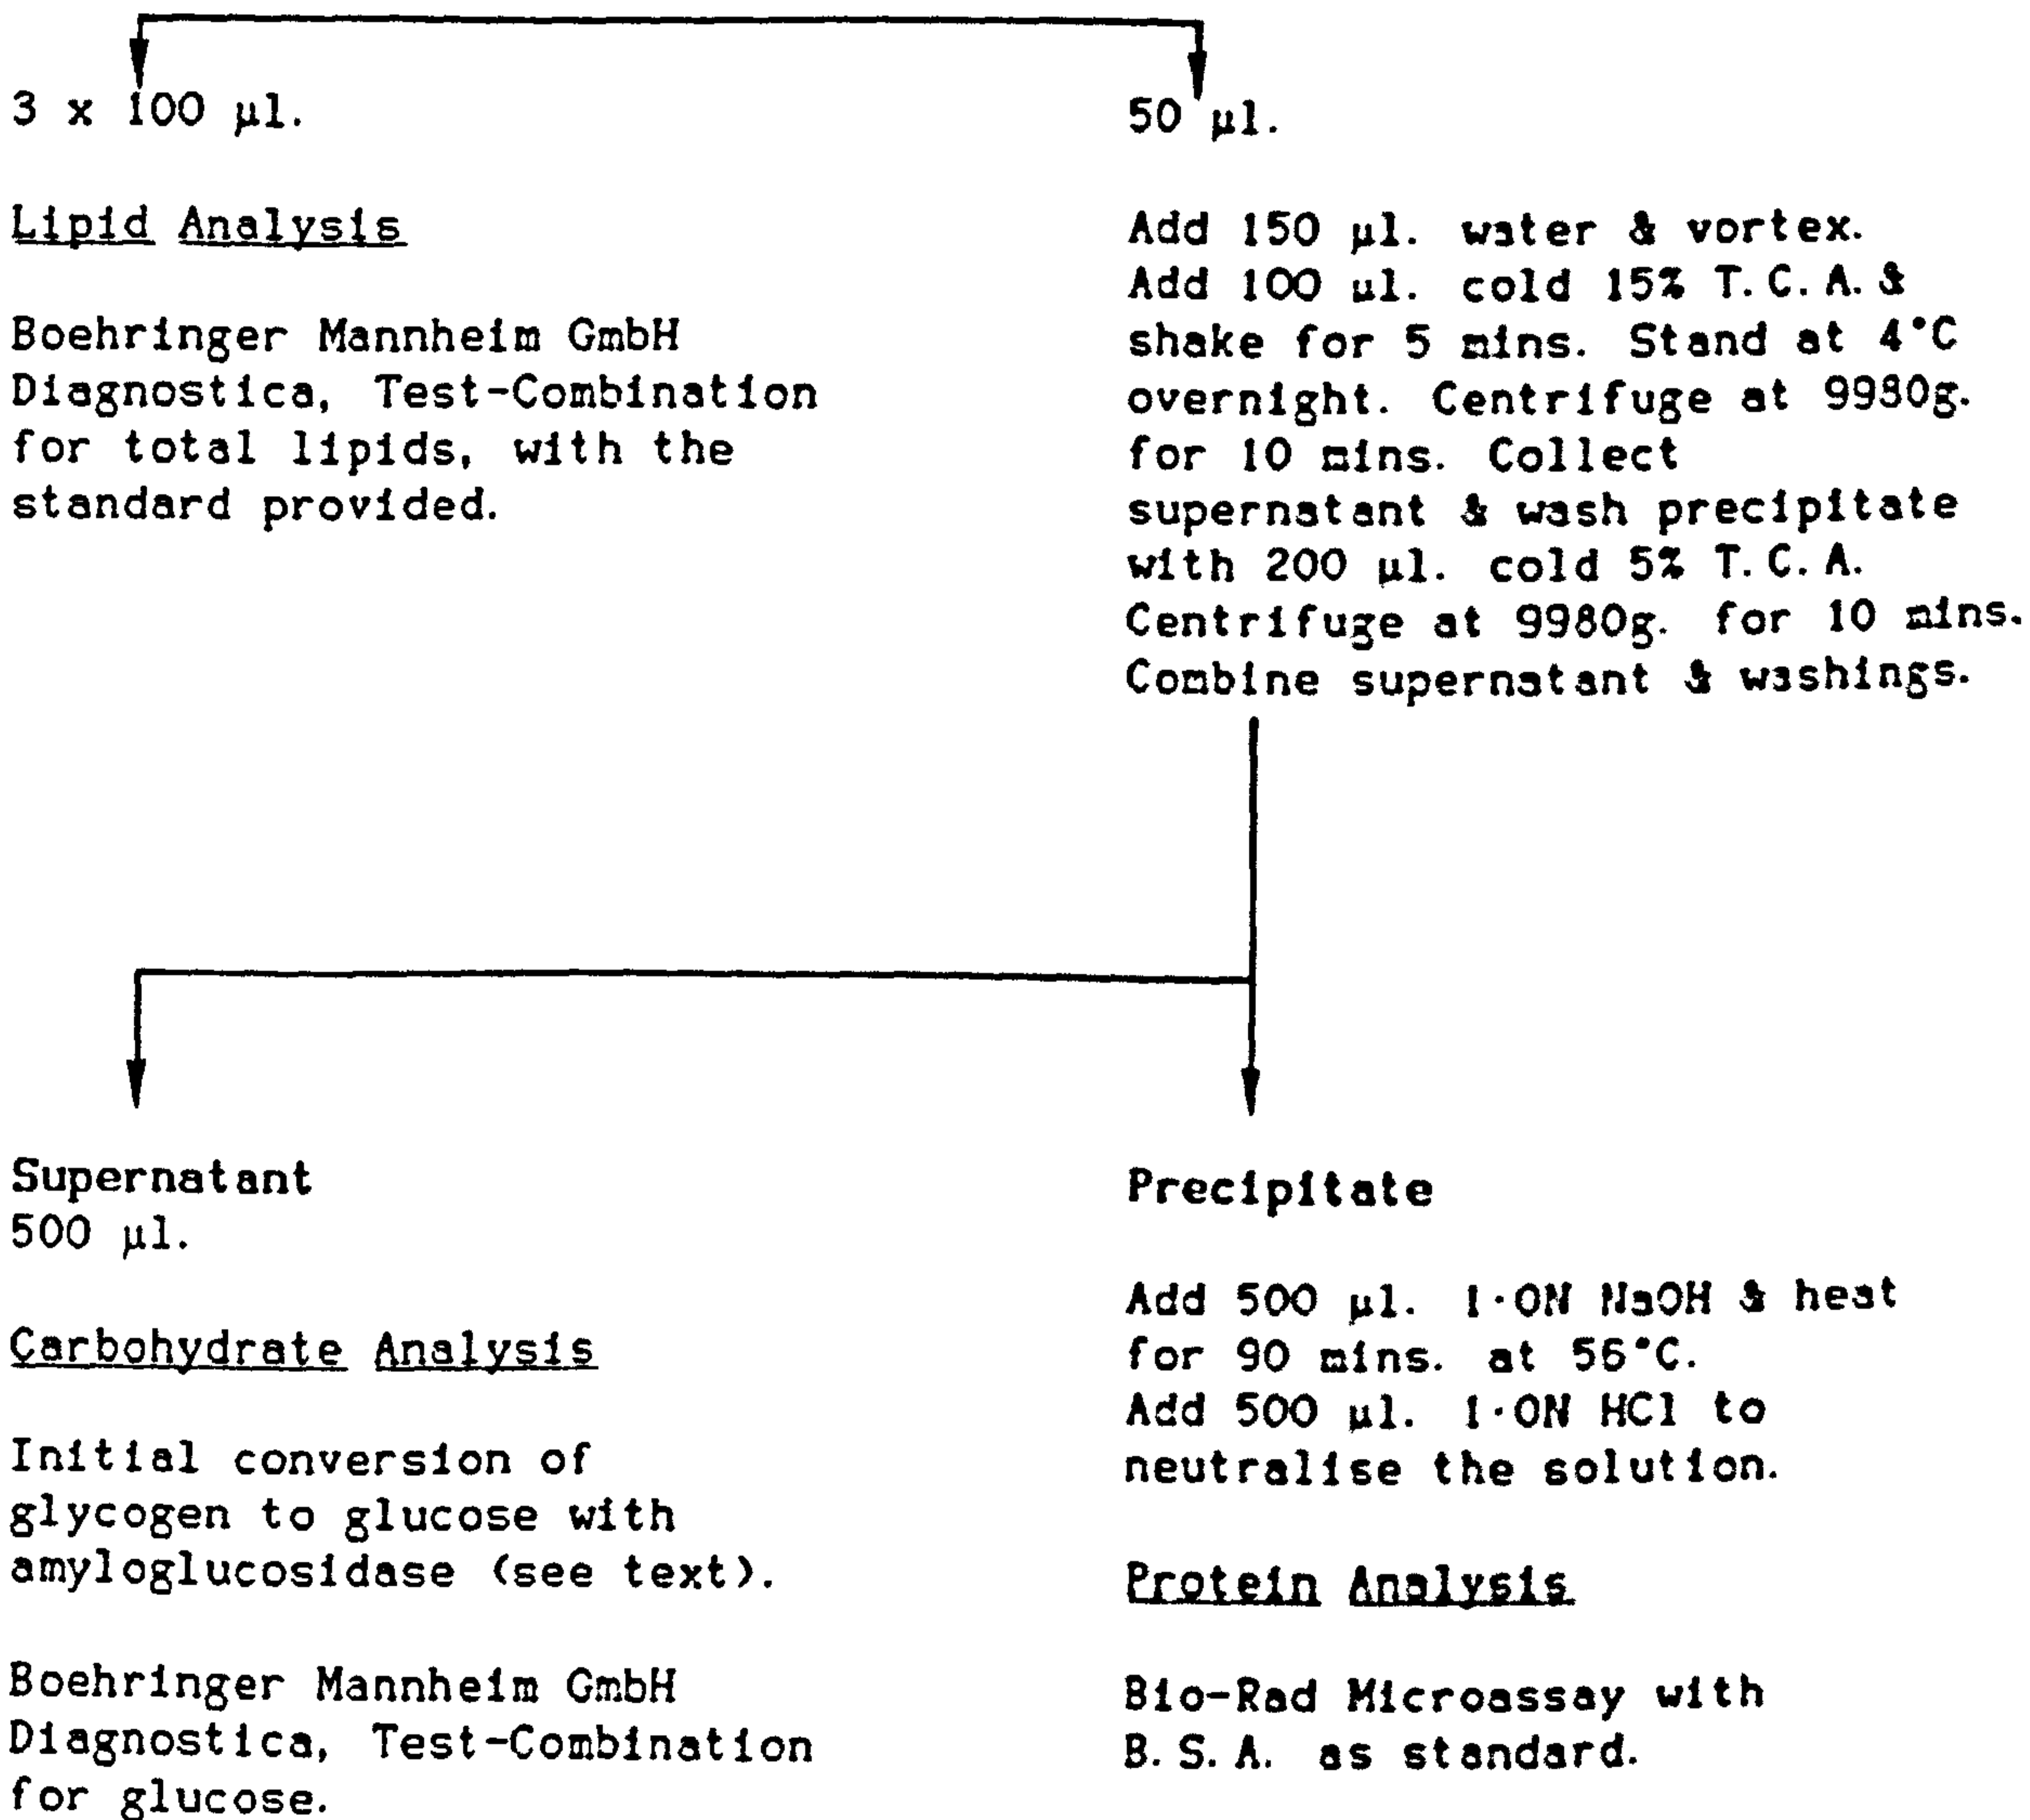 3 x 100 µl.
Lipid Analysis
Boehringer Mannheim GmbH
Diagnostica, Test-Combination
for total lipids, with the
standard provided.
50 µl.
Add 150 µl. water & vortex.
Add 100 µl. cold 15% T.C.A. &
shake for 5 mins. Stand at 4°C
overnight. Centrifuge at 9980g.
for 10 mins. Collect
supernatant & wash precipitate
with 200 µl. cold 5% T.C.A.
Centrifuge at 9980g. for 10 mins.
Combine supernatant & washings.
Supernatant
500 µl.
Carbohydrate Analysis
Initial conversion of
glycogen to glucose with
amyloglucosidase (see text).
Boehringer Mannheim GmbH
Diagnostica, Test-Combination
for glucose.
Precipitate
Add 500 µl. 1·0N NaOH & heat
for 90 mins. at 56°C.
Add 500 µl. 1·0N HCl to
neutralise the solution.
Protein Analysis
Bio-Rad Microassay with
B.S.A. as standard.